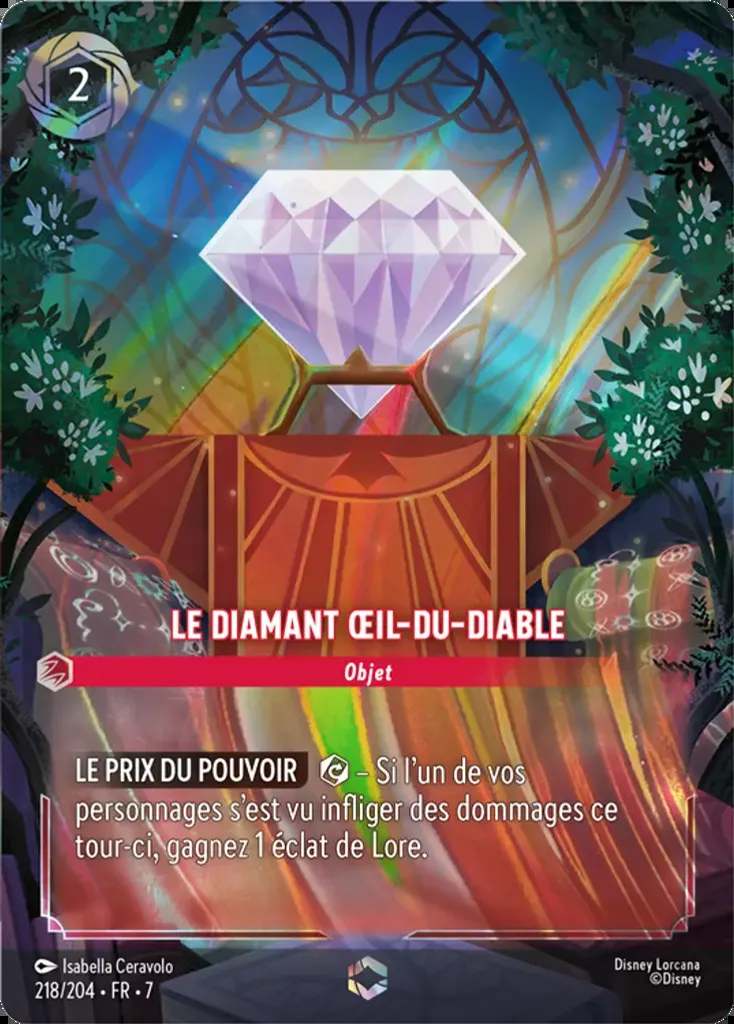 2
LE DIAMANT ŒIL-DU-DIABLE
Objet
LE PRIX DU POUVOIR – Si l'un de vos
personnages s'est vu infliger des dommages ce
tour-ci, gagnez 1 éclat de Lore.
Isabella Ceravolo
218/204 • FR • 7
Disney Lorcana
©Disney